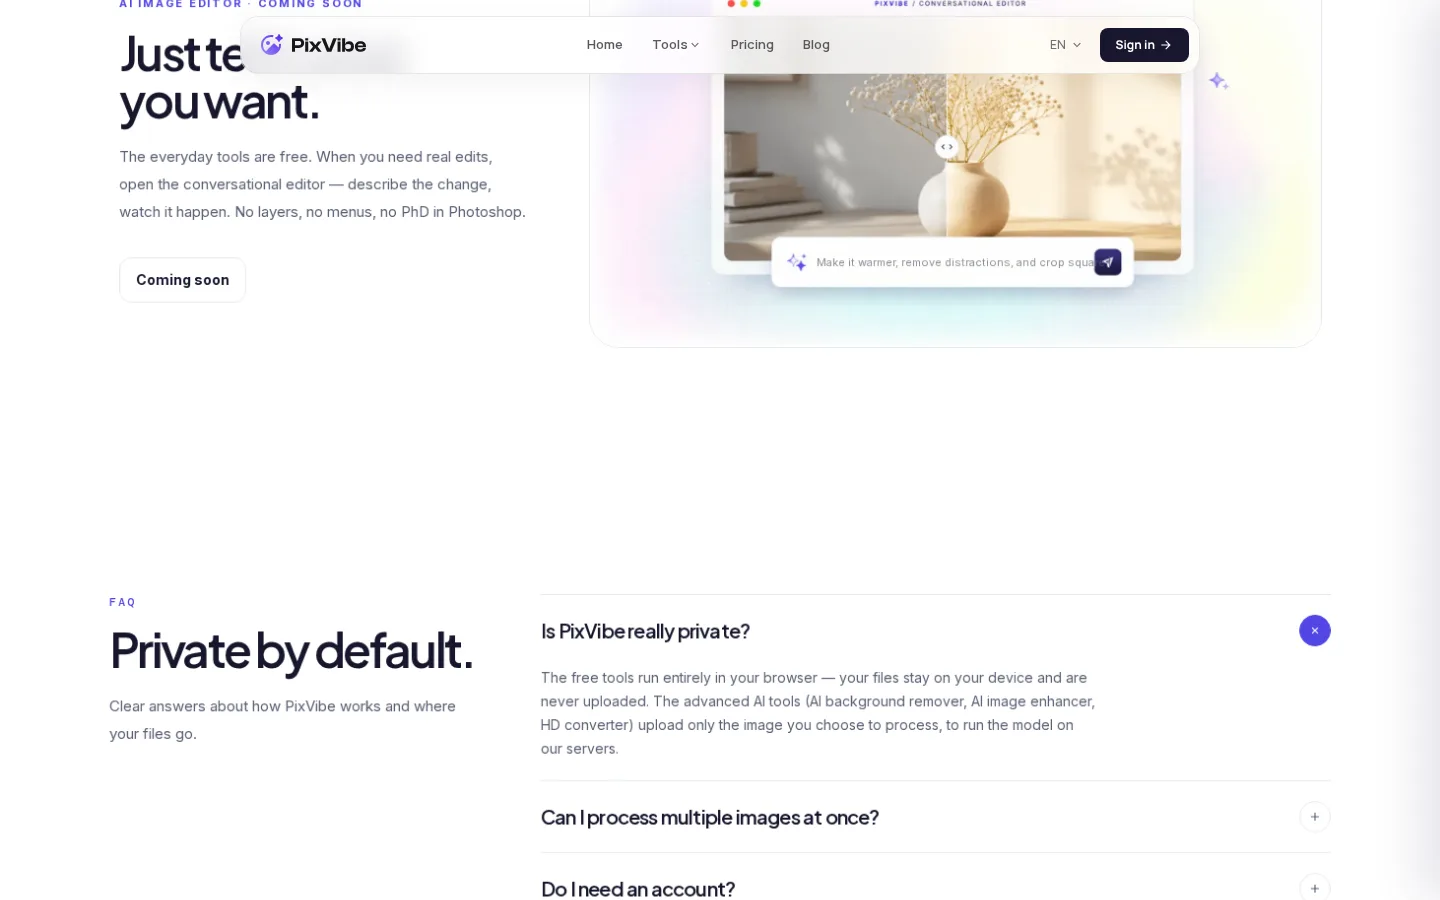 AI IMAGE EDITOR · COMING SOON
Just te
you want.
The everyday tools are free. When you need real edits,
open the conversational editor — describe the change,
watch it happen. No layers, no menus, no PhD in Photoshop.
Coming soon
PixVibe
Home
Tools
Pricing
Blog
EN
Sign in →
PIXVIBE / CONVERSATIONAL EDITOR
Make it warmer, remove distractions, and crop squa
FAQ
Private by default.
Clear answers about how PixVibe works and where
your files go.
Is PixVibe really private?
The free tools run entirely in your browser — your files stay on your device and are
never uploaded. The advanced AI tools (AI background remover, AI image enhancer,
HD converter) upload only the image you choose to process, to run the model on
our servers.
Can I process multiple images at once?
Do I need an account?